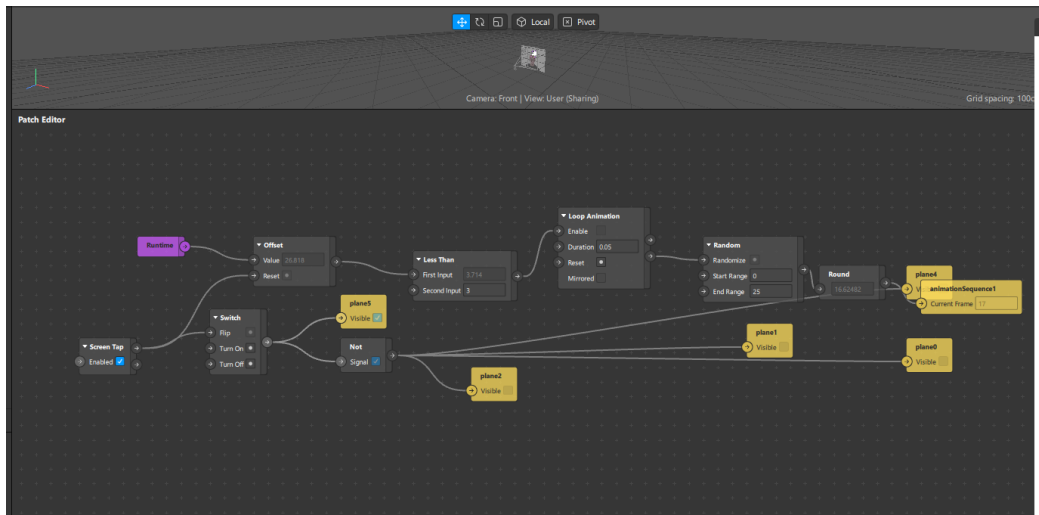 Local
Pivot
Camera: Front | View: User (Sharing)
Grid spacing: 100c
Patch Editor
Runtime
Offset
Value 26.818
Reset
Less Than
First Input 3.714
Second Input 3
Loop Animation
Enable
Duration 0.05
Reset
Mirrored
Random
Randomize
Start Range 0
End Range 25
Round
16.62482
plane4
animationSequence1
Current Frame 17
plane5
Visible
Switch
Flip
Turn On
Turn Off
Screen Tap
Enabled
Not
Signal
plane2
Visible
plane1
Visible
plane0
Visible